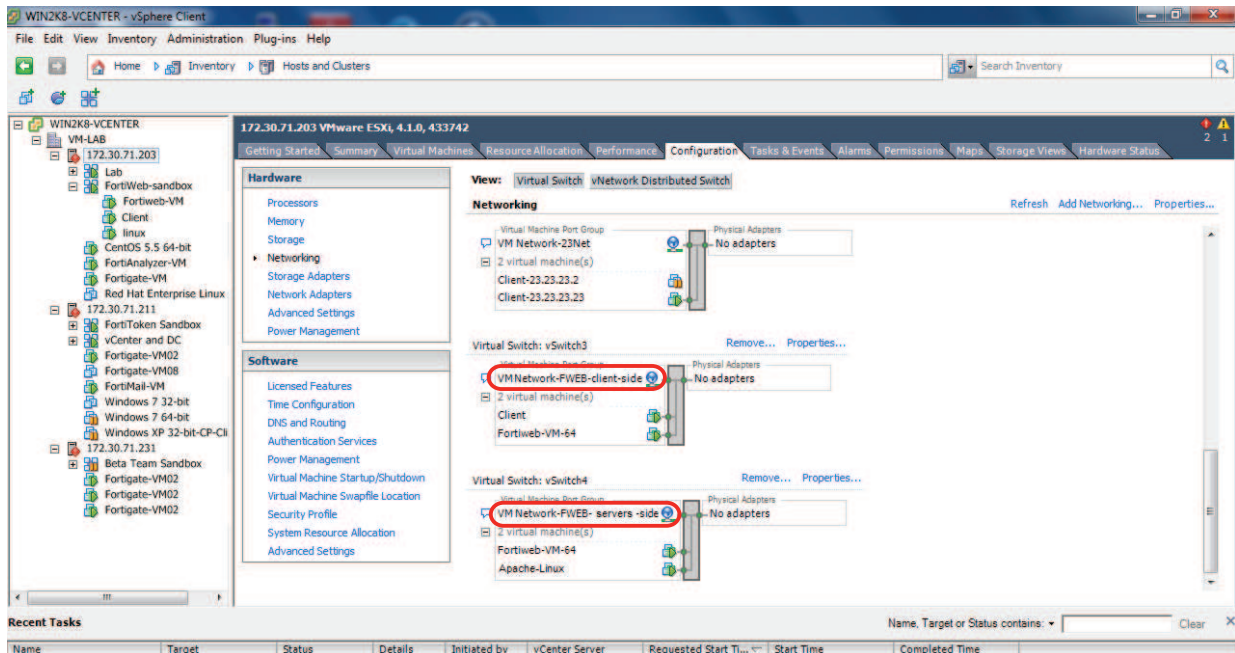 WIN2K8-VCENTER - vSphere Client
File Edit View Inventory Administration Plug-ins Help
Home Inventory Hosts and Clusters
Search Inventory
WIN2K8-VCENTER
VM-LAB
172.30.71.203
Lab
FortiWeb-sandbox
Fortiweb-VM
Client
linux
CentOS 5.5 64-bit
FortiAnalyzer-VM
Fortigate-VM
Red Hat Enterprise Linux
172.30.71.211
FortiToken Sandbox
vCenter and DC
Fortigate-VM02
Fortigate-VM08
FortiMail-VM
Windows 7 32-bit
Windows 7 64-bit
Windows XP 32-bit-CP-Cli
172.30.71.231
Beta Team Sandbox
Fortigate-VM02
Fortigate-VM02
Fortigate-VM02
172.30.71.203 VMware ESXi, 4.1.0, 433742
2 1
Getting Started Summary Virtual Machines Resource Allocation Performance Configuration Tasks & Events Alarms Permissions Maps Storage Views Hardware Status
Hardware
Processors
Memory
Storage
Networking
Storage Adapters
Network Adapters
Advanced Settings
Power Management
Software
Licensed Features
Time Configuration
DNS and Routing
Authentication Services
Power Management
Virtual Machine Startup/Shutdown
Virtual Machine Swapfile Location
Security Profile
System Resource Allocation
Advanced Settings
View: Virtual Switch vNetwork Distributed Switch
Networking
Refresh Add Networking... Properties...
Virtual Machine Port Group Physical Adapters
VM Network-23Net No adapters
2 virtual machine(s)
Client-23.23.23.2
Client-23.23.23.23
Virtual Switch: vSwitch3 Remove... Properties...
Virtual Machine Port Group Physical Adapters
VMNetwork-FWEB-client-side No adapters
2 virtual machine(s)
Client
Fortiweb-VM-64
Virtual Switch: vSwitch4 Remove... Properties...
Virtual Machine Port Group Physical Adapters
VM Network-FWEB- servers -side No adapters
2 virtual machine(s)
Fortiweb-VM-64
Apache-Linux
Recent Tasks
Name, Target or Status contains: Clear
Name Target Status Details Initiated by vCenter Server Requested Start Ti... Start Time Completed Time